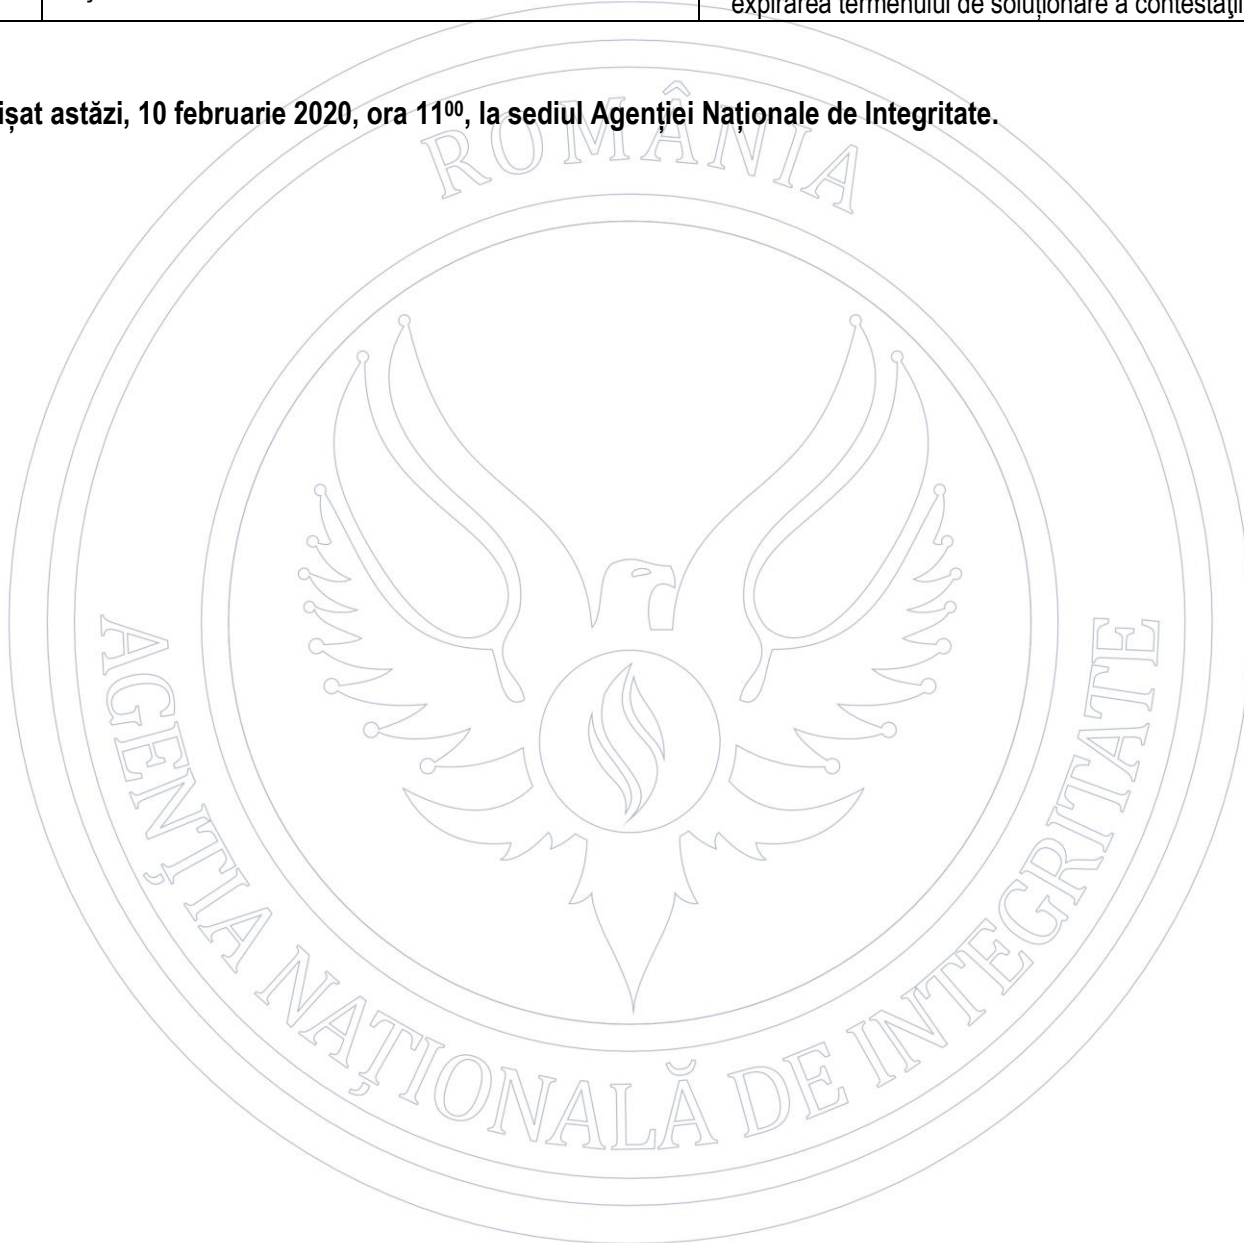 expirarea termenului de soluționare a contestaţii
ișat astăzi, 10 februarie 2020, ora 11⁰⁰, la sediul Agenției Naționale de Integritate.
ROMÂNIA
AGENȚIA NAȚIONALĂ DE INTEGRITATE